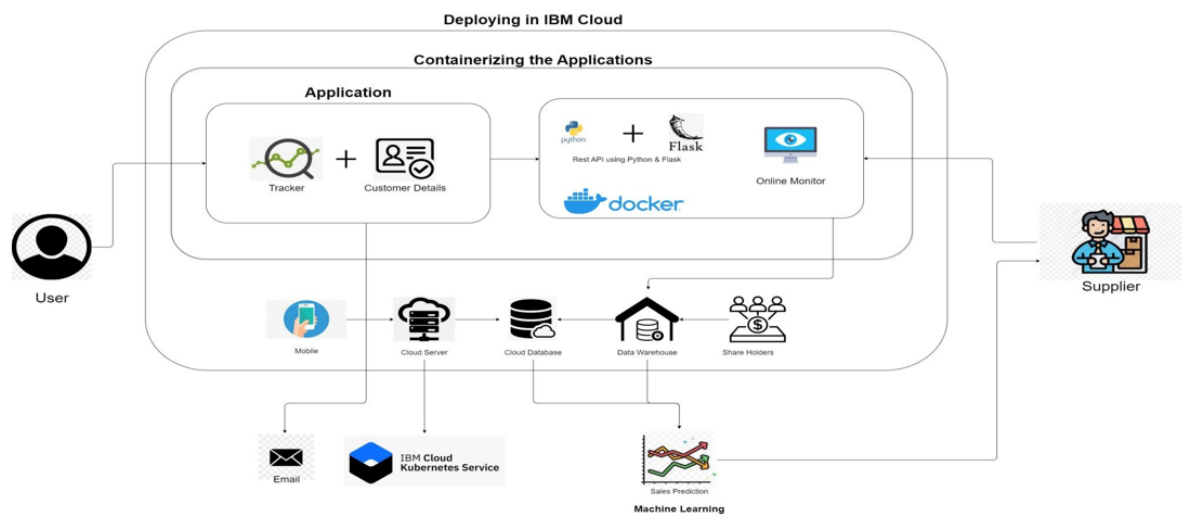 Deploying in IBM Cloud
Containerizing the Applications
Application
Tracker
+
Customer Details
python
+
Flask
Rest API using Python & Flask
Online Monitor
docker
User
Supplier
Mobile
Cloud Server
Cloud Database
Data Warehouse
$
Share Holders
Email
IBM Cloud
Kubernetes Service
Sales Prediction
Machine Learning